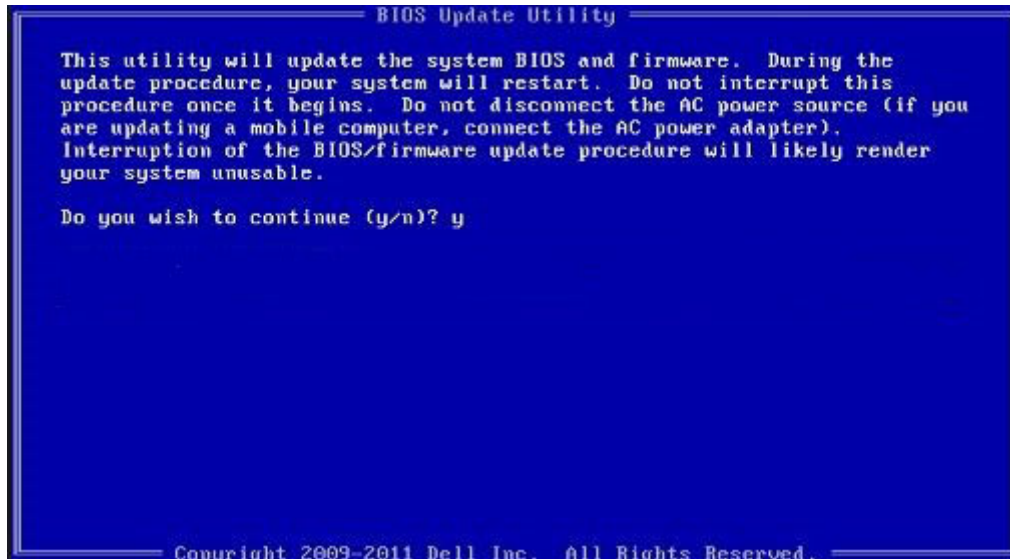 BIOS Update Utility
This utility will update the system BIOS and firmware. During the
update procedure, your system will restart. Do not interrupt this
procedure once it begins. Do not disconnect the AC power source (if you
are updating a mobile computer, connect the AC power adapter).
Interruption of the BIOS/firmware update procedure will likely render
your system unusable.
Do you wish to continue (y/n)? y
Copyright 2009-2011 Dell Inc. All Rights Reserved.